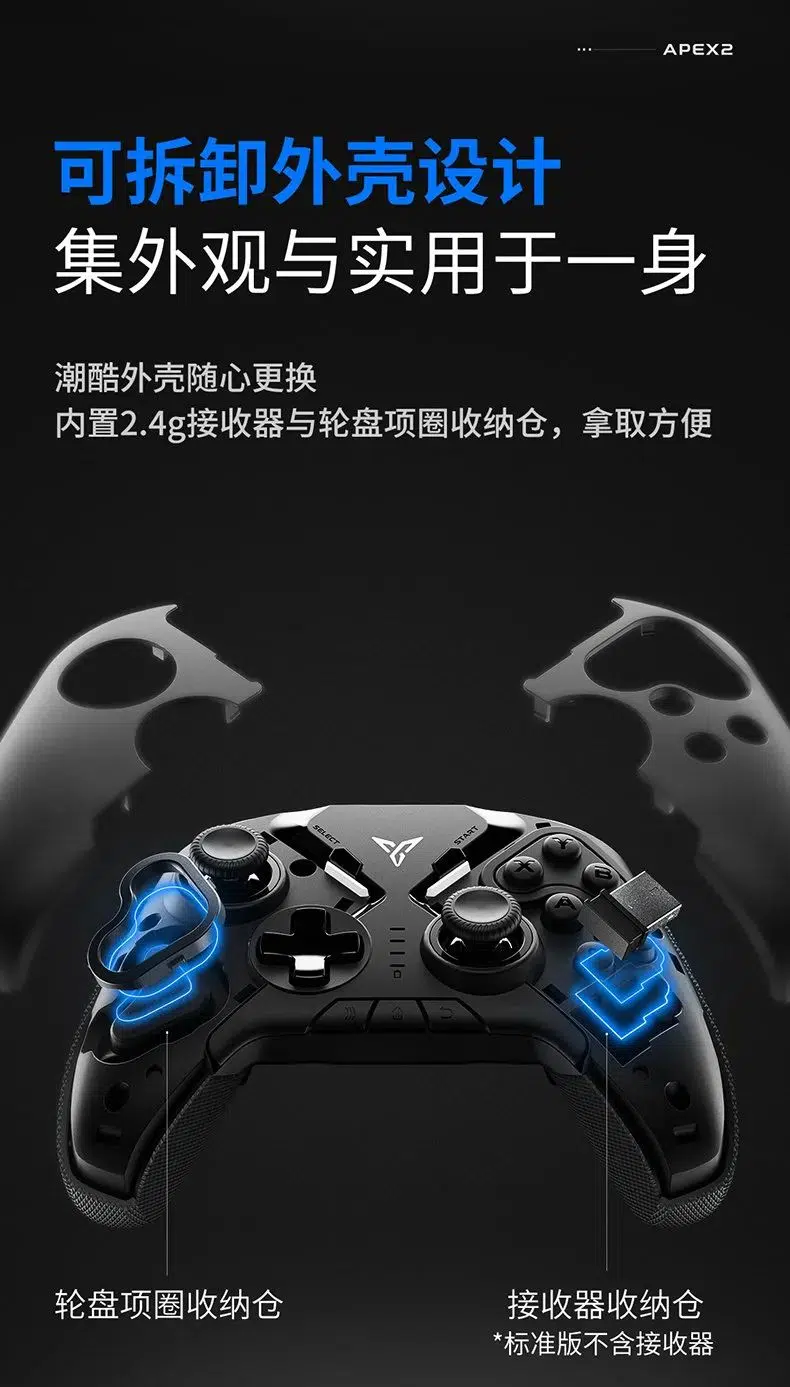 APEX2
可拆卸外壳设计
集外观与实用于一身
潮酷外壳随心更换
内置2.4g接收器与轮盘项圈收纳仓，拿取方便
SELECT
START
Y
X
B
A
轮盘项圈收纳仓
接收器收纳仓
*标准版不含接收器